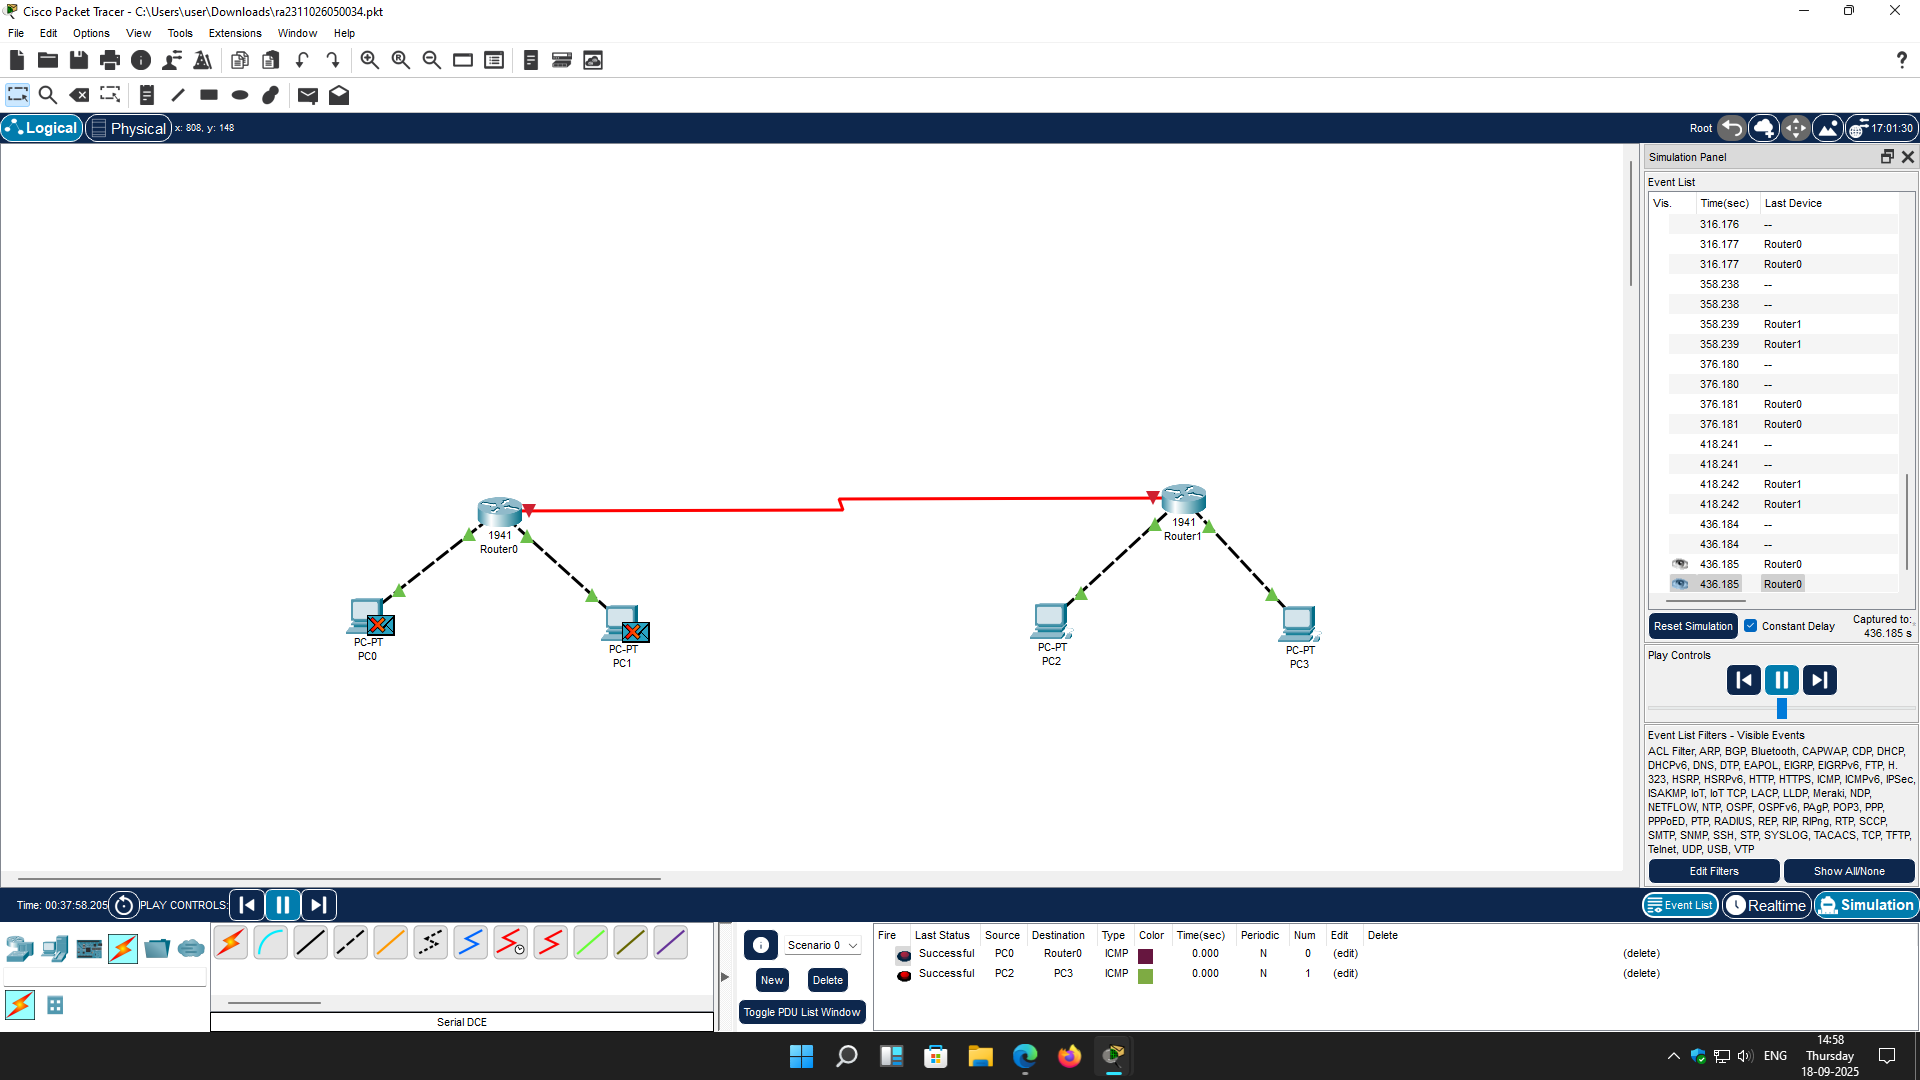 Cisco Packet Tracer - C:\Users\user\Downloads\ra2311026050034.pkt
File Edit Options View Tools Extensions Window Help
Logical Physical x: 808, y: 148 Root 17:01:30
Simulation Panel
Event List
Vis. Time(sec) Last Device
316.176 --
316.177 Router0
316.177 Router0
358.238 --
358.238 --
358.239 Router1
358.239 Router1
376.180 --
376.180 --
376.181 Router0
376.181 Router0
418.241 --
418.241 --
418.242 Router1
418.242 Router1
436.184 --
436.184 --
436.185 Router0
436.185 Router0
Reset Simulation Constant Delay Captured to:
436.185 s
Play Controls
Event List Filters - Visible Events
ACL Filter, ARP, BGP, Bluetooth, CAPWAP, CDP, DHCP,
DHCPv6, DNS, DTP, EAPOL, EIGRP, EIGRPv6, FTP, H.
323, HSRP, HSRPv6, HTTP, HTTPS, ICMP, ICMPv6, IPSec,
ISAKMP, IoT, IoT TCP, LACP, LLDP, Meraki, NDP,
NETFLOW, NTP, OSPF, OSPFv6, PAgP, POP3, PPP,
PPPoED, PTP, RADIUS, REP, RIP, RIPng, RTP, SCCP,
SMTP, SNMP, SSH, STP, SYSLOG, TACACS, TCP, TFTP,
Telnet, UDP, USB, VTP
Edit Filters Show All/None
1941
Router0
1941
Router1
PC-PT
PC0
PC-PT
PC1
PC-PT
PC2
PC-PT
PC3
Time: 00:37:58.205 PLAY CONTROLS: Event List Realtime Simulation
Scenario 0
New Delete
Toggle PDU List Window
Serial DCE
Fire Last Status Source Destination Type Color Time(sec) Periodic Num Edit Delete
Successful PC0 Router0 ICMP 0.000 N 0 (edit) (delete)
Successful PC2 PC3 ICMP 0.000 N 1 (edit) (delete)
ENG
14:58
Thursday
18-09-2025